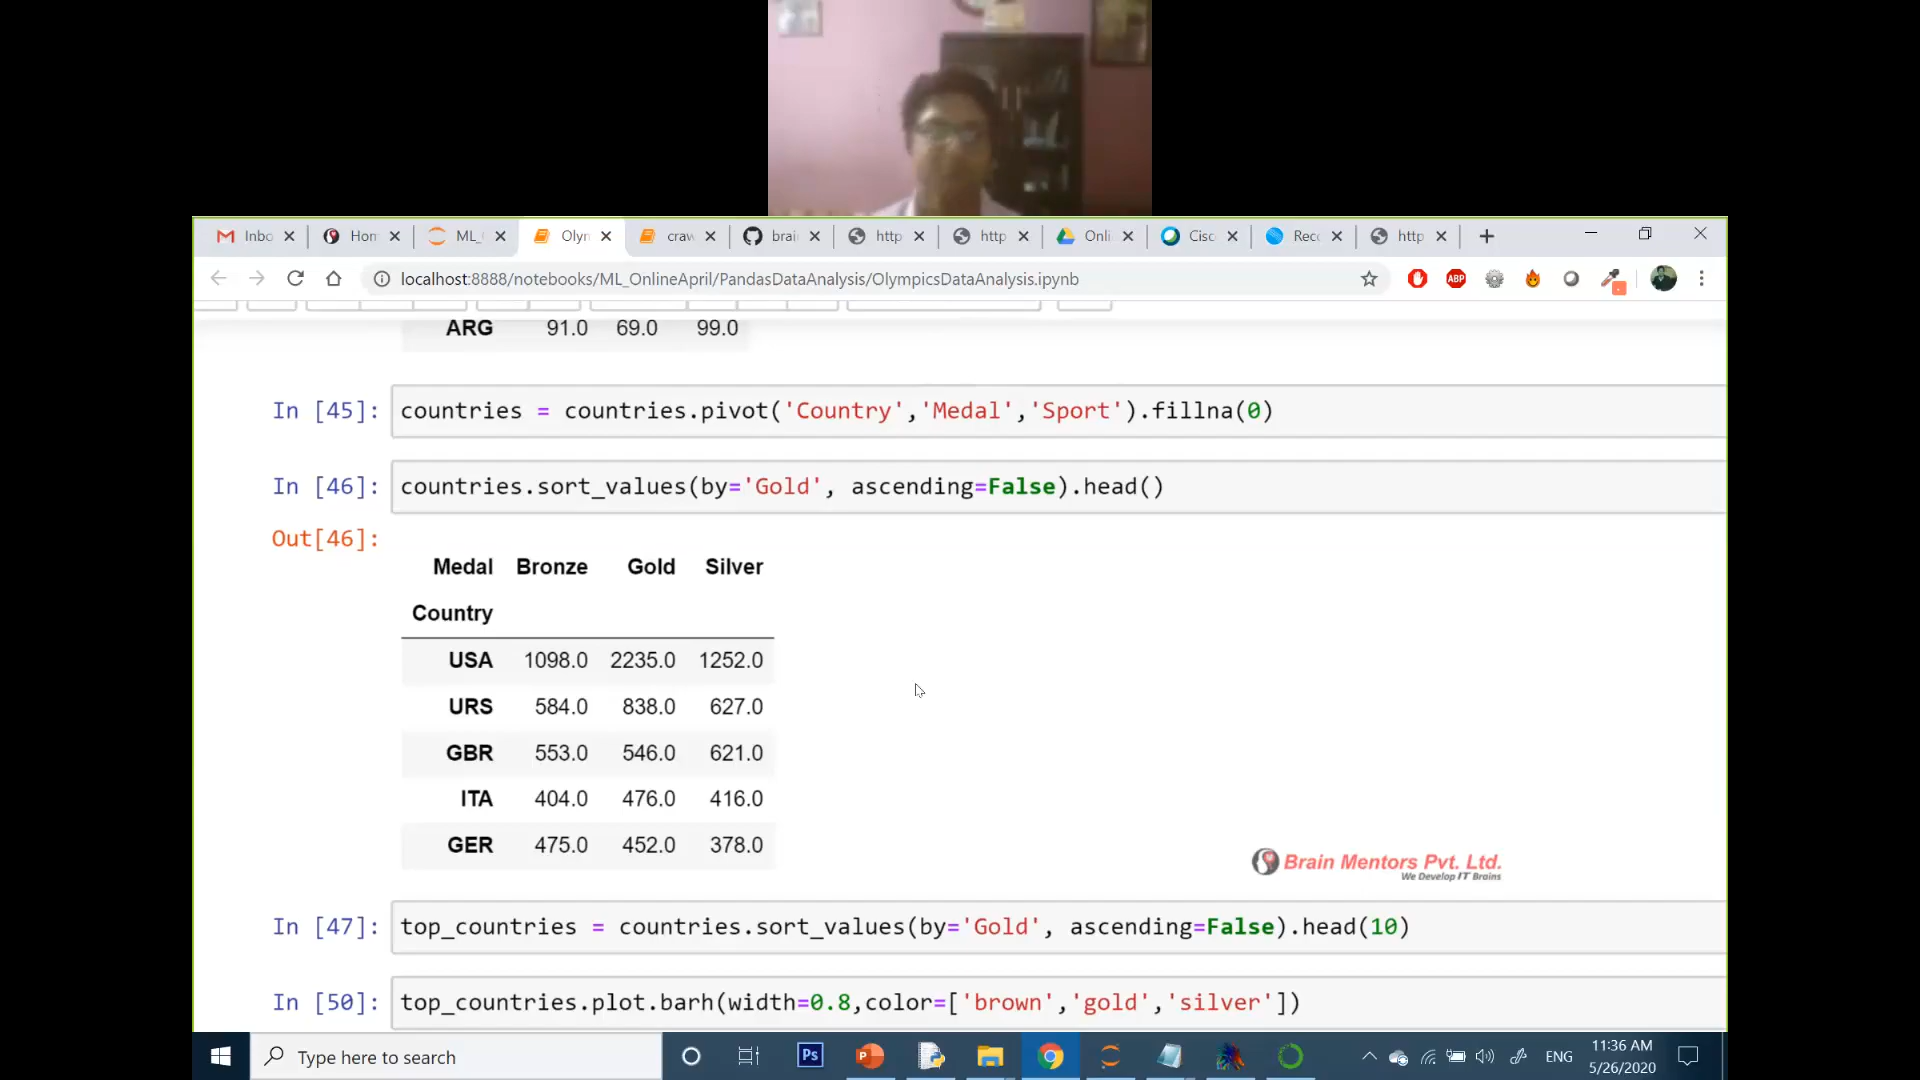 Inbo
Hom
ML_
Olyn
craw
brai
http
http
Onli
Cisc
Reco
http
localhost:8888/notebooks/ML_OnlineApril/PandasDataAnalysis/OlympicsDataAnalysis.ipynb
ABP
ARG 91.0 69.0 99.0
In [45]: countries = countries.pivot('Country','Medal','Sport').fillna(0)
In [46]: countries.sort_values(by='Gold', ascending=False).head()
Out[46]:
Medal Bronze Gold Silver
Country
USA 1098.0 2235.0 1252.0
URS 584.0 838.0 627.0
GBR 553.0 546.0 621.0
ITA 404.0 476.0 416.0
GER 475.0 452.0 378.0
Brain Mentors Pvt. Ltd.
We Develop IT Brains
In [47]: top_countries = countries.sort_values(by='Gold', ascending=False).head(10)
In [50]: top_countries.plot.barh(width=0.8,color=['brown','gold','silver'])
Type here to search
Ps
ENG
11:36 AM
5/26/2020